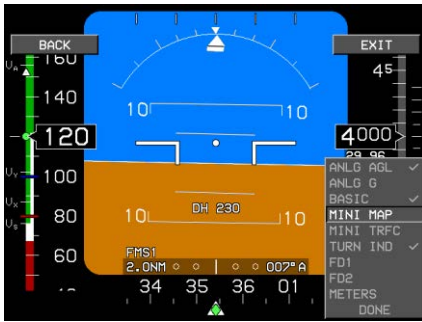 BACK
EXIT
160
V A
45
140
10 10
120
4000
29.96
ANLG AGL ✓
ANLG G
V Y
100
BASIC ✓
V X
MINI MAP
80
DH 230
V S
10 10
MINI TRFC
TURN IND ✓
60
FD1
FMS1
FD2
2.0NM 007°A
METERS
34 35 36 01
DONE